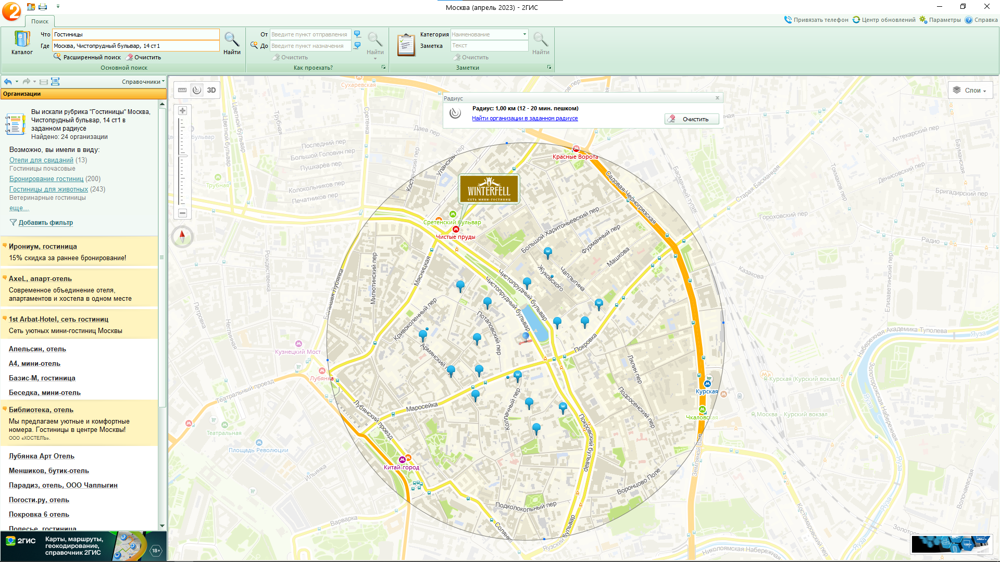 Москва (апрель 2023) - 2ГИС
Поиск
Привязать телефон
Центр обновлений
Параметры
Справка
Каталог
Что
Гостиницы
Где
Москва, Чистопрудный бульвар, 14 ст1
Найти
Расширенный поиск
Очистить
Основной поиск
От
Введите пункт отправления
До
Введите пункт назначения
Найти
Очистить
Как проехать?
Категория
Наименование
Заметка
Текст
Найти
Очистить
Заметки
Справочники
Организации
Вы искали рубрика "Гостиницы" Москва,
Чистопрудный бульвар, 14 ст1 в
заданном радиусе
Найдено: 24 организации
Возможно, вы имели в виду:
Отели для свиданий (13)
Гостиницы почасовые
Бронирование гостиниц (200)
Гостиницы для животных (243)
Ветеринарные гостиницы
еще...
Добавить фильтр
Ирониум, гостиница
15% скидка за раннее бронирование!
AxeL, апарт-отель
Современное объединение отеля,
апартаментов и хостела в одном месте
1st Arbat-Hotel, сеть гостиниц
Сеть уютных мини-гостиниц Москвы
Апельсин, отель
А4, мини-отель
Базис-М, гостиница
Беседка, мини-отель
Библиотека, отель
Мы предлагаем уютные и комфортные
номера. Гостиницы в центре Москвы!
ООО «ХОСТЕЛЪ».
Лубянка Арт Отель
Меншиков, бутик-отель
Парадиз, отель, ООО Чаплыгин
Погости.ру, отель
Покровка 6 отель
Полесье, гостиница
2ГИС
Карты, маршруты,
геокодирование,
справочник 2ГИС
18+
3D
Слои
Радиус
Радиус: 1,00 км (12 - 20 мин. пешком)
Найти организации в заданном радиусе
Очистить
WINTERFELL
СЕТЬ МИНИ-ГОСТИНИЦ
Сухаревская
Цветной бульвар
Цветной бульвар
Трубная
Сретенка
Даев пер
Последний пер
Большой Головин пер
Пушкарёв пер
Колокольников пер
Печатников пер
Трубная
Уланский пер
Костянский пер
Красные Ворота
Садовая-Черногрязская
Басманный тупик
Старая Басманная
Токмаков пер
Денисовский пер
Аптекарский пер
Бригадирский пер
Гороховский пер
Радио
Казакова
Елизаветинский пер
Сретенский бульвар
Чистые пруды
Большой Харитоньевский пер
Фурманный пер
Машкова
Жуковского
Чаплыгина
Чистопрудный бульвар
Чистопрудный бульвар
Мясницкая
Милютинский пер
Большая Лубянка
Рождественка
Петровка
Неглинная
Кривоколенный пер
Потаповский пер
Армянский пер
Покровка
Лялин пер
Кузнецкий Мост
Лубянка
Театральный проезд
Маросейка
Лубянский проезд
Колпачный пер
Подсосенский пер
Покровский бульвар
Курская
Чкаловская
Курская (Курский вокзал)
Москва – Курский вокзал
Набережная Академика Туполева
Яуза
Золоторожская Набережная
Театральная
Площадь Революции
Ильинка
Китай-город
Варварка
Подколокольный пер
Солянка
Яузский бульвар
Воронцово Поле
Земляной Вал
Костомаровский пер
Николоямская Набережная
Волочаевская
Яуза
Яуза